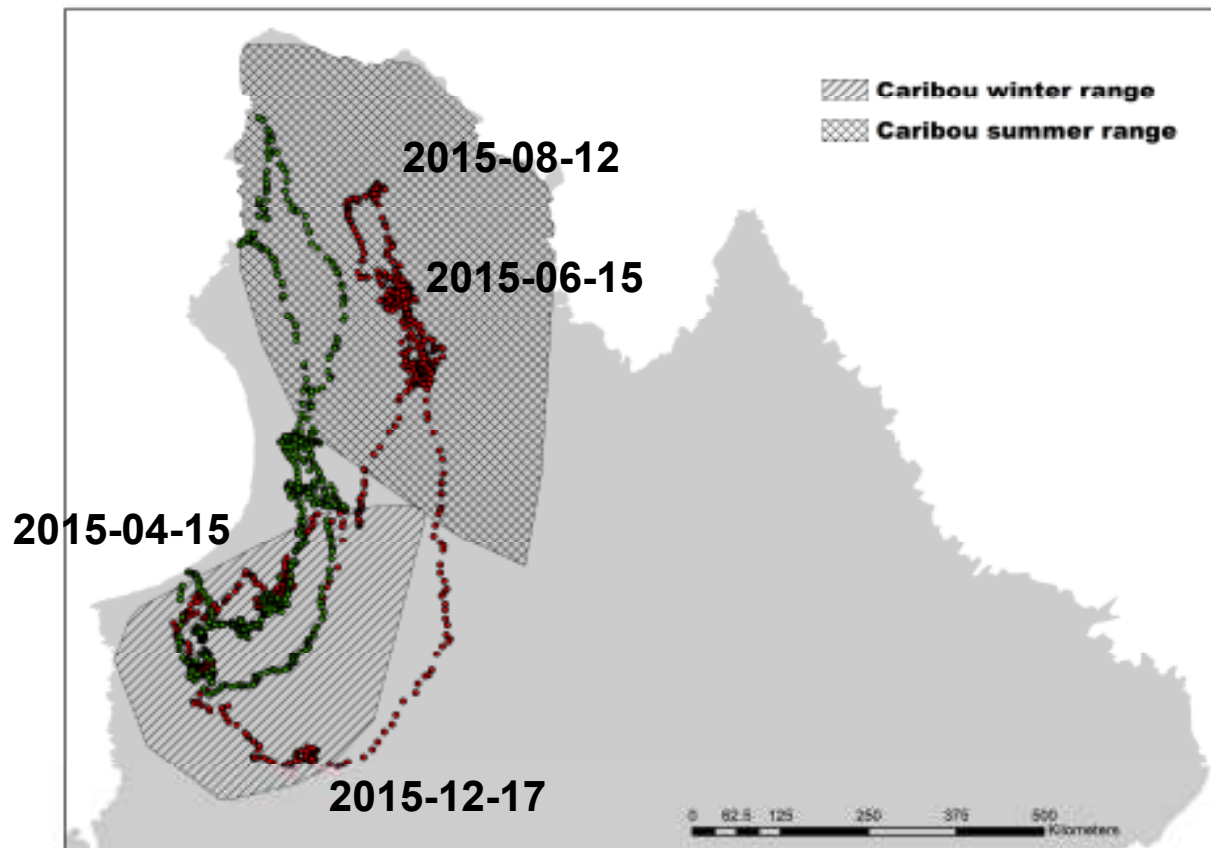 Caribou winter range
Caribou summer range
2015-08-12
2015-06-15
2015-04-15
2015-12-17
0 62.5 125 250 375 500
Kilometers